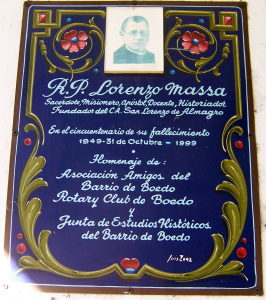 R.P. Lorenzo Massa
Sacerdote, Misionero, Apóstol, Docente, Historiador
Fundador del C.A. San Lorenzo de Almagro
En el cincuentenario de su fallecimiento
1949-31 de Octubre-1999
Homenaje de:
Asociación Amigos del
Barrio de Boedo
Rotary Club de Boedo
y
Junta de Estudios Históricos
del Barrio de Boedo